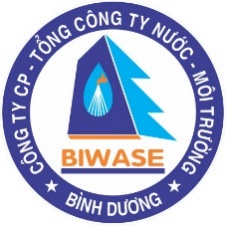 CÔNG TY CP - TỔNG CÔNG TY NƯỚC - MÔI TRƯỜNG
BIWASE
BÌNH DƯƠNG